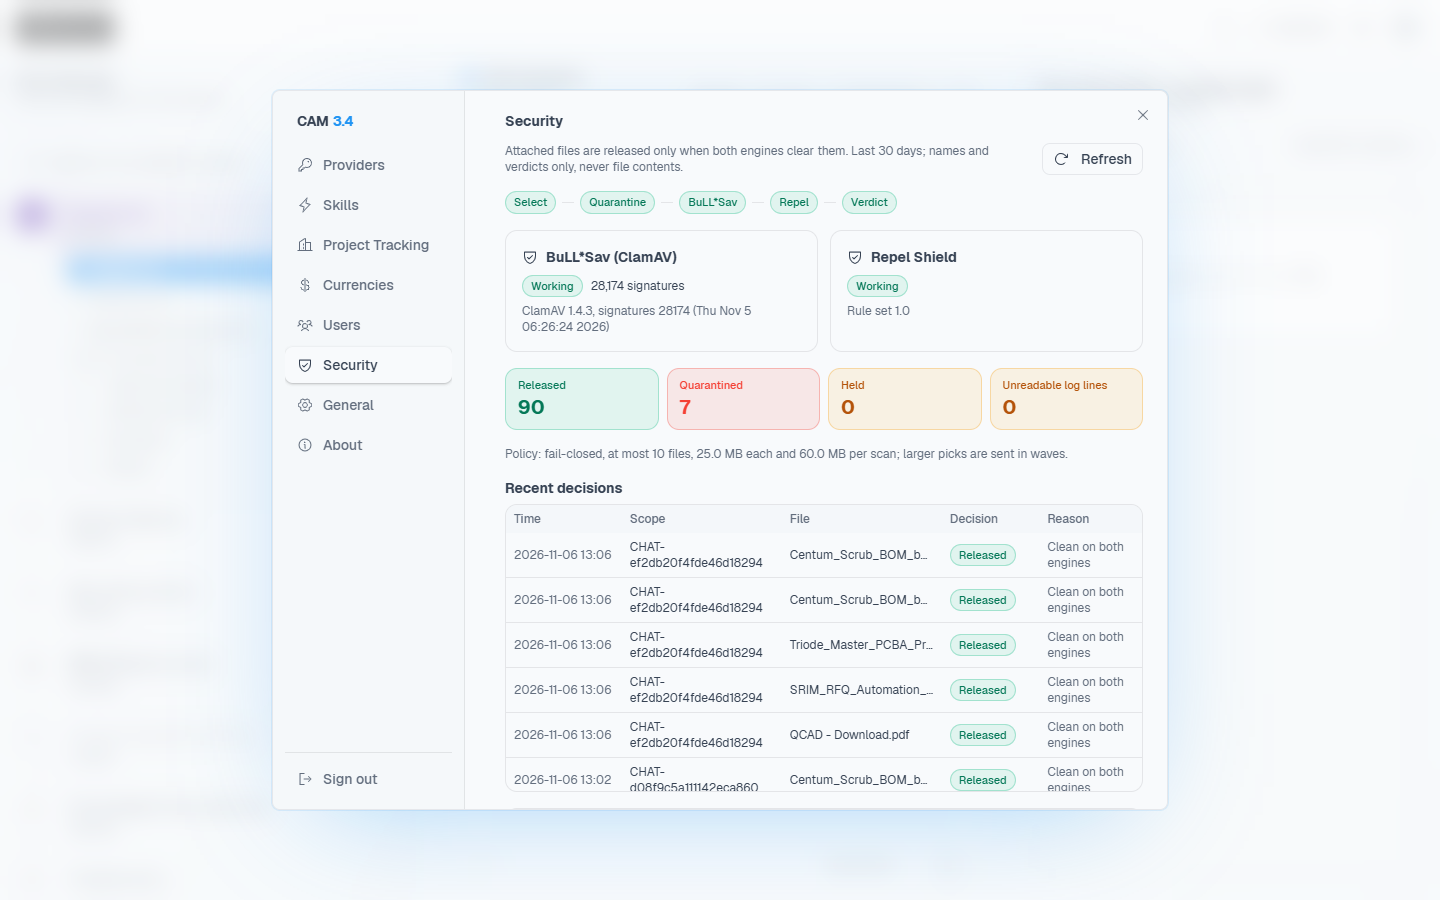 CAM 3.4
Providers
Skills
Project Tracking
Currencies
Users
Security
General
About
Sign out
Security
Attached files are released only when both engines clear them. Last 30 days; names and
verdicts only, never file contents.
Refresh
Select
Quarantine
BuLL*Sav
Repel
Verdict
BuLL*Sav (ClamAV)
Working
28,174 signatures
ClamAV 1.4.3, signatures 28174 (Thu Nov 5
06:26:24 2026)
Repel Shield
Working
Rule set 1.0
Released
90
Quarantined
7
Held
0
Unreadable log lines
0
Policy: fail-closed, at most 10 files, 25.0 MB each and 60.0 MB per scan; larger picks are sent in waves.
Recent decisions
Time Scope File Decision Reason
2026-11-06 13:06 CHAT-
ef2db20f4fde46d18294 Centum_Scrub_BOM_b... Released Clean on both
engines
2026-11-06 13:06 CHAT-
ef2db20f4fde46d18294 Centum_Scrub_BOM_b... Released Clean on both
engines
2026-11-06 13:06 CHAT-
ef2db20f4fde46d18294 Triode_Master_PCBA_Pr... Released Clean on both
engines
2026-11-06 13:06 CHAT-
ef2db20f4fde46d18294 SRIM_RFQ_Automation_... Released Clean on both
engines
2026-11-06 13:06 CHAT-
ef2db20f4fde46d18294 QCAD - Download.pdf Released Clean on both
engines
2026-11-06 13:02 CHAT-
d08f9c5a111142eca860 Centum_Scrub_BOM_b... Released Clean on both
engines